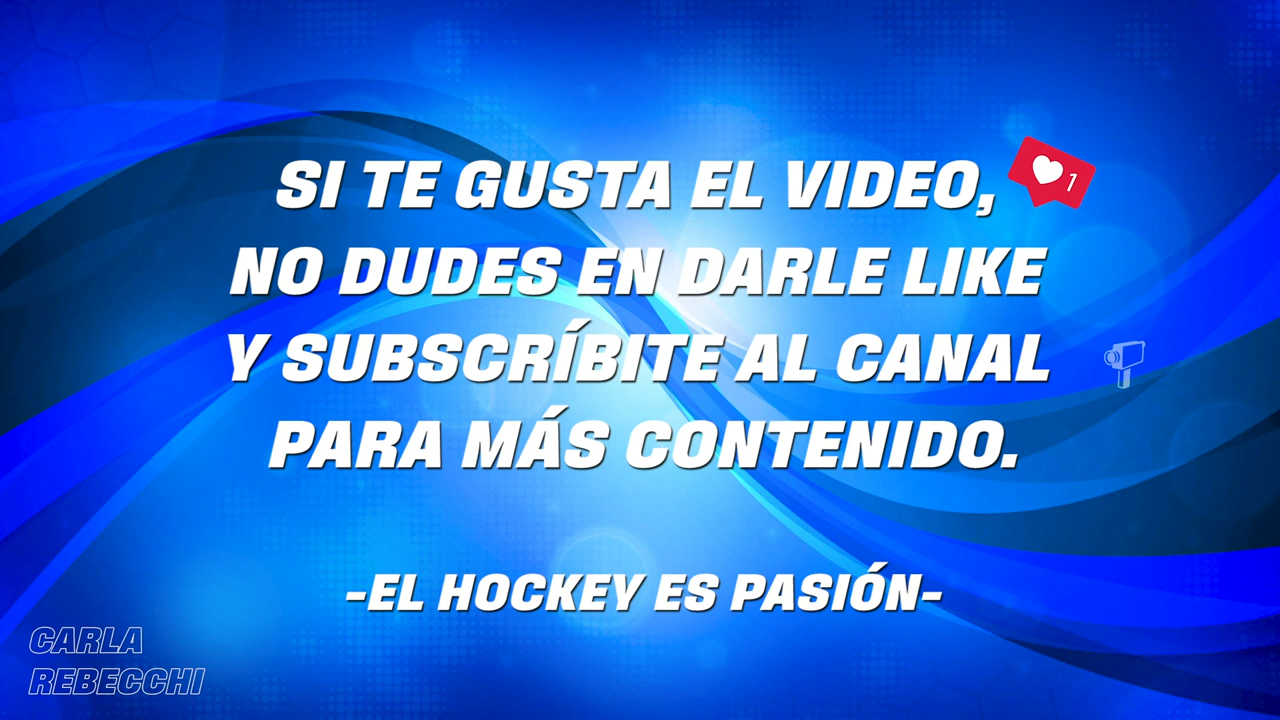 SI TE GUSTA EL VIDEO,
1
NO DUDES EN DARLE LIKE
Y SUBSCRÍBITE AL CANAL
PARA MÁS CONTENIDO.
-EL HOCKEY ES PASIÓN-
CARLA
REBECCHI